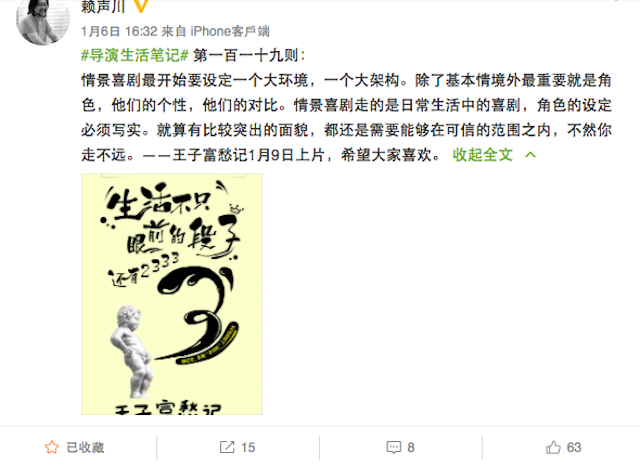 赖声川
1月6日 16:32 来自 iPhone客戶端
#导演生活笔记# 第一百一十九则：
情景喜剧最开始要设定一个大环境，一个大架构。除了基本情境外最重要就是角
色，他们的个性，他们的对比。情景喜剧走的是日常生活中的喜剧，角色的设定
必须写实。就算有比较突出的面貌，都还是需要能够在可信的范围之内，不然你
走不远。——王子富愁记1月9日上片，希望大家喜欢。 收起全文
生活不只
眼前的段子
还有2333
王子富愁记
已收藏 15 8 63